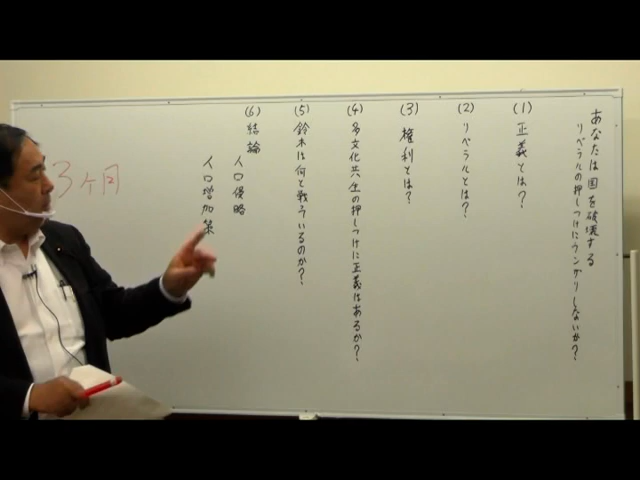 あなたは国を破壊する
リベラルの押しつけにウンザリしないか?
(1) 正義とは?
(2) リベラルとは?
(3) 権利とは?
(4) 多文化共生の押しつけに正義はあるか?
(5) 鈴木は何と戦っているのか?
(6) 結論
人口侵略
人口増加策
3ケ月